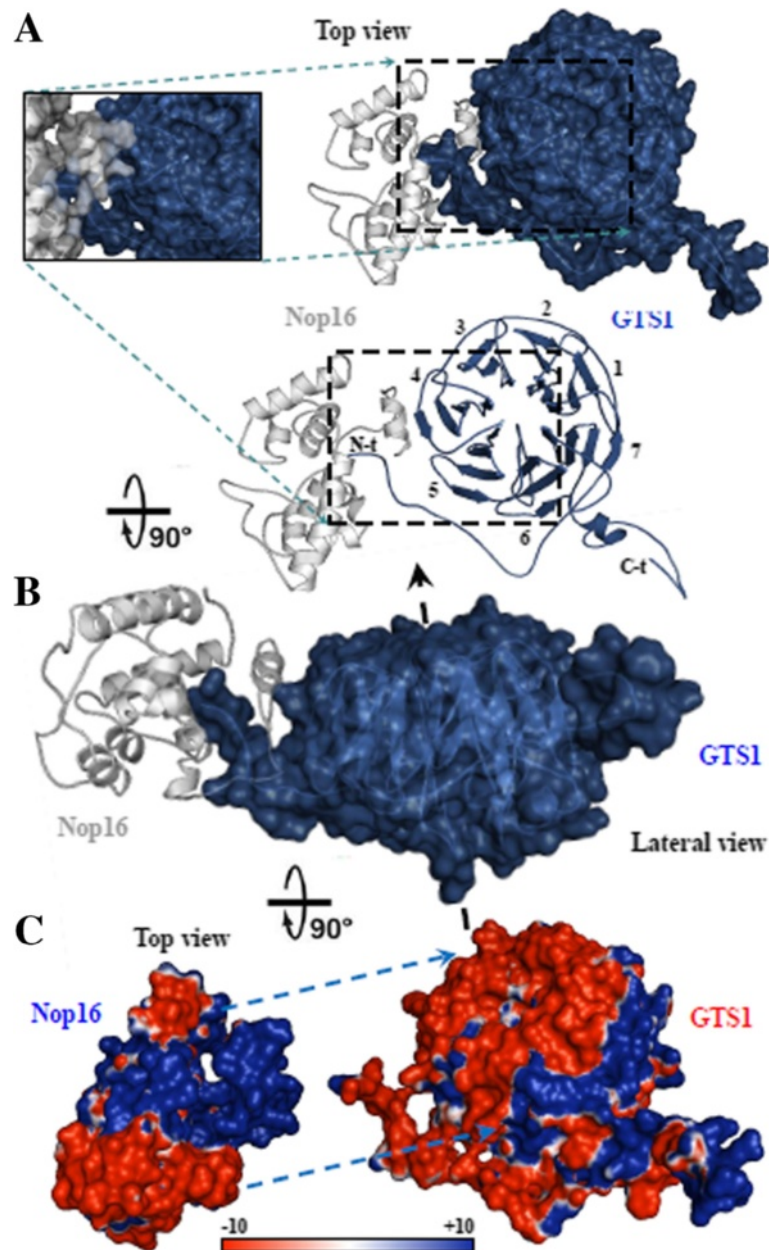 A
Top view
Nop16
GTS1
2
3
1
4
N-t
7
5
6
90°
C-t
B
GTS1
Nop16
Lateral view
90°
C
Top view
Nop16
GTS1
-10
+10